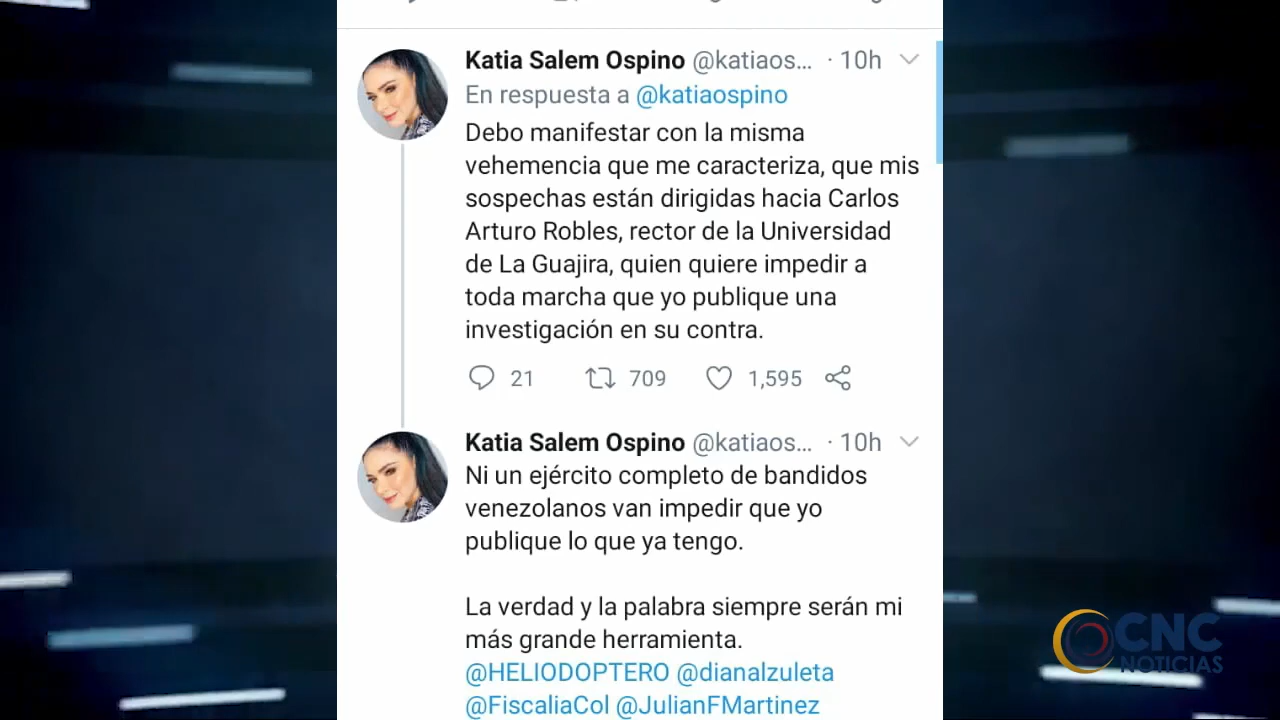 Katia Salem Ospino @katiaos... · 10h
En respuesta a @katiaospino
Debo manifestar con la misma
vehemencia que me caracteriza, que mis
sospechas están dirigidas hacia Carlos
Arturo Robles, rector de la Universidad
de La Guajira, quien quiere impedir a
toda marcha que yo publique una
investigación en su contra.
21 709 1,595
Katia Salem Ospino @katiaos... · 10h
Ni un ejército completo de bandidos
venezolanos van impedir que yo
publique lo que ya tengo.
La verdad y la palabra siempre serán mi
más grande herramienta.
@HELIODOPTERO @dianalzuleta
@FiscaliaCol @JulianFMartinez
CNC
NOTICIAS